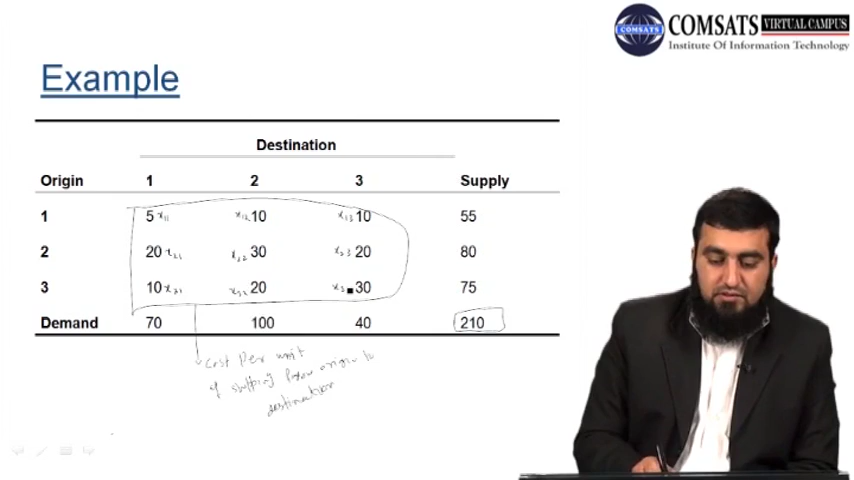 COMSATS VIRTUAL CAMPUS
COMSATS
Institute Of Information Technology
Example
Destination
Origin 1 2 3 Supply
1 5 x11 x12 10 x13 10 55
2 20 x21 x22 30 x23 20 80
3 10 x31 x32 20 x3 30 75
Demand 70 100 40 210
Cost Per unit
of shipping from origin to
destination